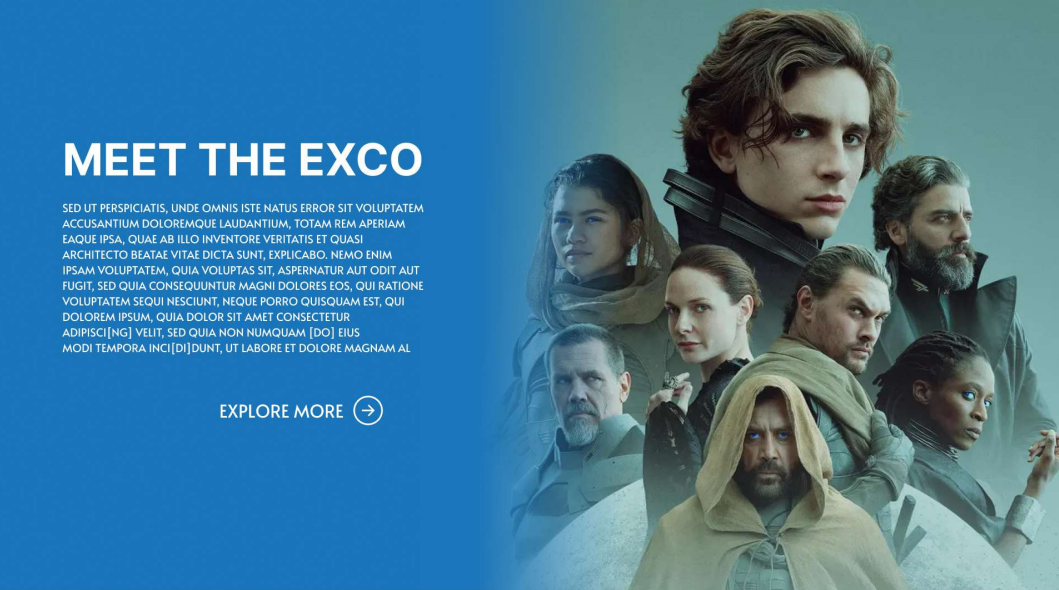 MEET THE EXCO
SED UT PERSPICIATIS, UNDE OMNIS ISTE NATUS ERROR SIT VOLUPTATEM
ACCUSANTIUM DOLOREMQUE LAUDANTIUM, TOTAM REM APERIAM
EAQUE IPSA, QUAE AB ILLO INVENTORE VERITATIS ET QUASI
ARCHITECTO BEATAE VITAE DICTA SUNT, EXPLICABO. NEMO ENIM
IPSAM VOLUPTATEM, QUIA VOLUPTAS SIT, ASPERNATUR AUT ODIT AUT
FUGIT, SED QUIA CONSEQUUNTUR MAGNI DOLORES EOS, QUI RATIONE
VOLUPTATEM SEQUI NESCIUNT, NEQUE PORRO QUISQUAM EST, QUI
DOLOREM IPSUM, QUIA DOLOR SIT AMET CONSECTETUR
ADIPISCI[NG] VELIT, SED QUIA NON NUMQUAM [DO] EIUS
MODI TEMPORA INCI[DI]DUNT, UT LABORE ET DOLORE MAGNAM AL
EXPLORE MORE